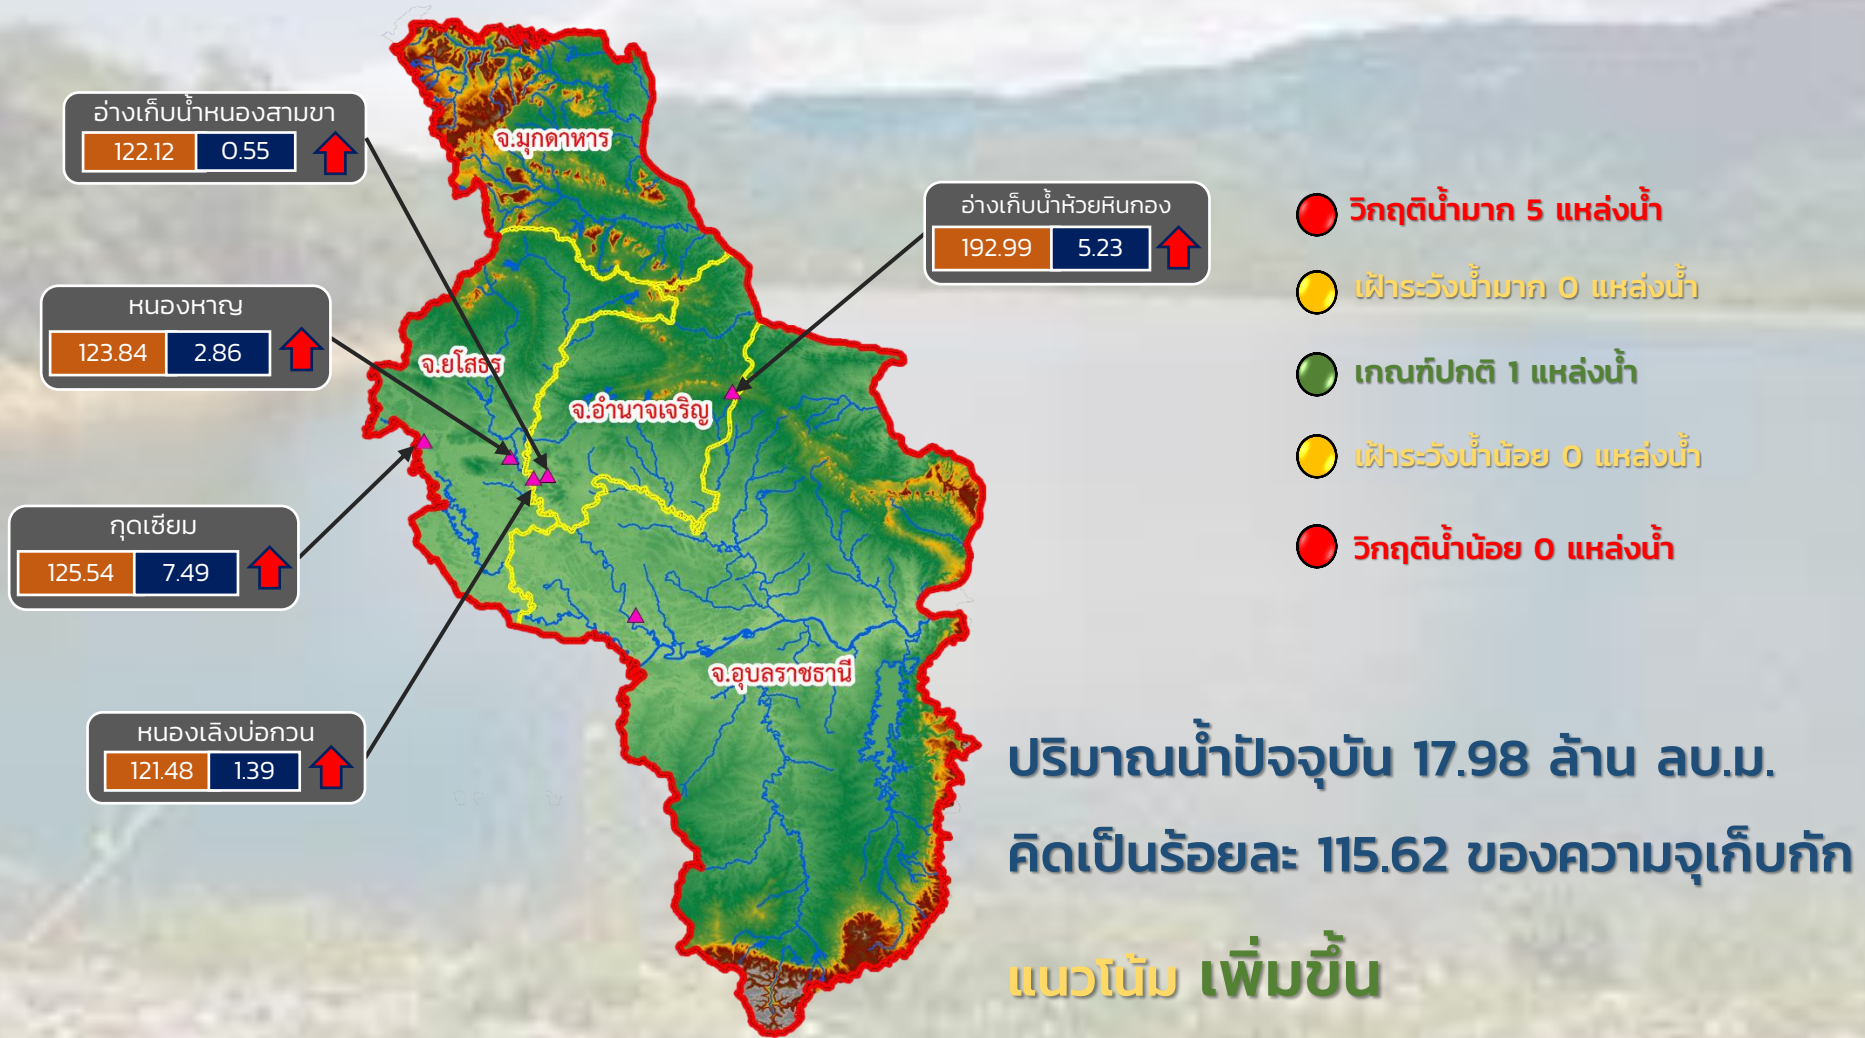 อ่างเก็บน้ำหนองสามขา
122.12 0.55
จ.มุกดาหาร
อ่างเก็บน้ำห้วยหินกอง
192.99 5.23
วิกฤติน้ำมาก 5 แหล่งน้ำ
เฝ้าระวังน้ำมาก 0 แหล่งน้ำ
เกณฑ์ปกติ 1 แหล่งน้ำ
เฝ้าระวังน้ำน้อย 0 แหล่งน้ำ
วิกฤติน้ำน้อย 0 แหล่งน้ำ
หนองหาญ
123.84 2.86
จ.ยโสธร
จ.อำนาจเจริญ
กุดเซียม
125.54 7.49
จ.อุบลราชธานี
หนองเลิงบ่อกวน
121.48 1.39
ปริมาณน้ำปัจจุบัน 17.98 ล้าน ลบ.ม.
คิดเป็นร้อยละ 115.62 ของความจุเก็บกัก
แนวโน้ม เพิ่มขึ้น